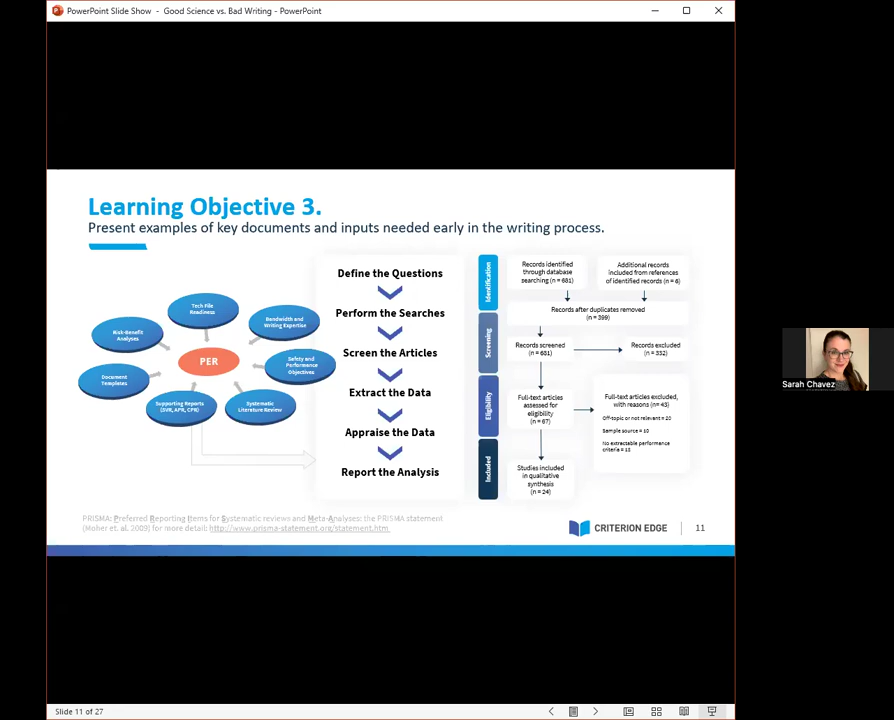 PowerPoint Slide Show - Good Science vs. Bad Writing - PowerPoint
Learning Objective 3.
Present examples of key documents and inputs needed early in the writing process.
Tech File
Readiness
Bandwidth and
Writing Expertise
Risk-Benefit
Analyses
PER
Safety and
Performance
Objectives
Document
Templates
Supporting Reports
(SVR, APR, CPR)
Systematic
Literature Review
Define the Questions
Perform the Searches
Screen the Articles
Extract the Data
Appraise the Data
Report the Analysis
Identification
Screening
Eligibility
Included
Records identified
through database
searching (n = 681)
Additional records
included from references
of identified records (n = 6)
Records after duplicates removed
(n = 399)
Records screened
(n = 681)
Records excluded
(n = 332)
Full-text articles
assessed for
eligibility
(n = 67)
Full-text articles excluded,
with reasons (n= 43)
Off-topic or not relevant = 20
Sample source = 10
No extractable performance
criteria = 13
Studies included
in qualitative
synthesis
(n = 24)
PRISMA: Preferred Reporting Items for Systematic reviews and Meta-Analyses: the PRISMA statement
(Moher et. al. 2009) for more detail: http://www.prisma-statement.org/statement.htm
CRITERION EDGE
11
Sarah Chavez
Slide 11 of 27